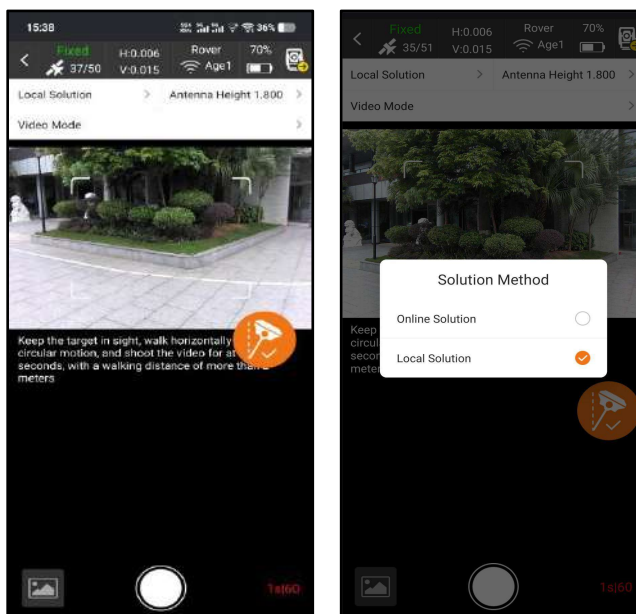 15:38
36%
Fixed
37/50
H:0.006
V:0.015
Rover
Age1
70%
Local Solution
Antenna Height 1.800
Video Mode
Keep the target in sight, walk horizontally
circular motion, and shoot the video for at
seconds, with a walking distance of more than 2
meters
1s|60
Fixed
35/51
H:0.006
V:0.015
Rover
Age1
70%
Local Solution
Antenna Height 1.800
Video Mode
Solution Method
Online Solution
Local Solution
Keep
circul
secon
meter
1s|60